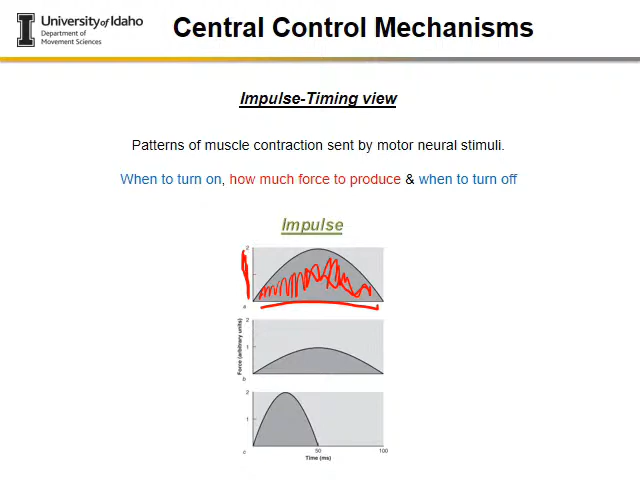 University of Idaho
Department of
Movement Sciences
Central Control Mechanisms
Impulse-Timing view
Patterns of muscle contraction sent by motor neural stimuli.
When to turn on, how much force to produce & when to turn off
Impulse
2
a
2
1
b
Force (arbitrary units)
2
1
c
50
100
Time (ms)